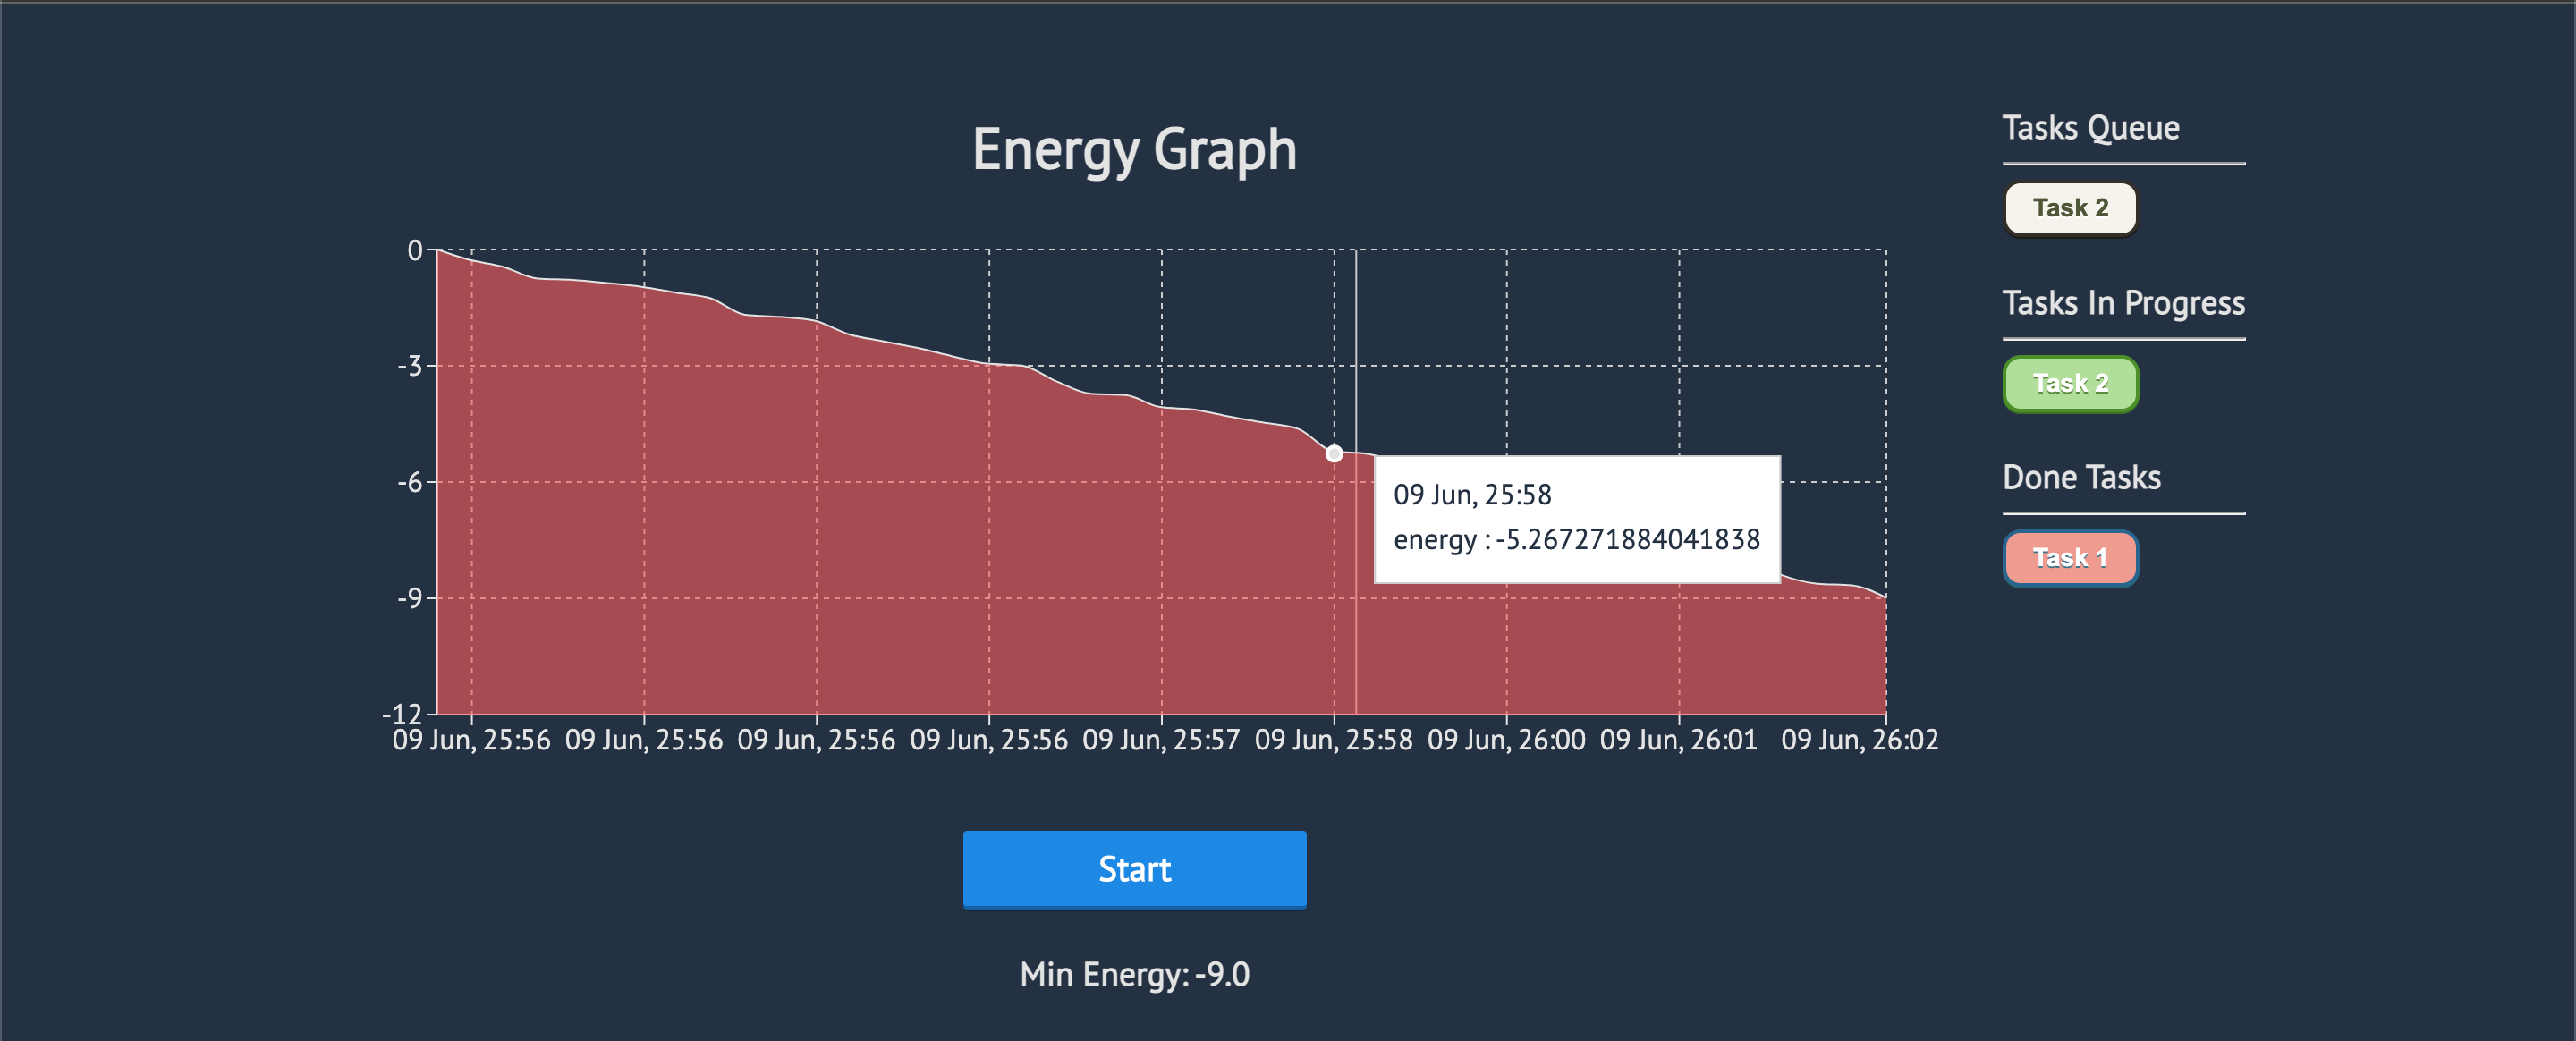 Energy Graph
0
-3
-6
-9
-12
09 Jun, 25:56 09 Jun, 25:56 09 Jun, 25:56 09 Jun, 25:56 09 Jun, 25:57 09 Jun, 25:58 09 Jun, 26:00 09 Jun, 26:01 09 Jun, 26:02
09 Jun, 25:58
energy : -5.267271884041838
Start
Min Energy: -9.0
Tasks Queue
Task 2
Tasks In Progress
Task 2
Done Tasks
Task 1